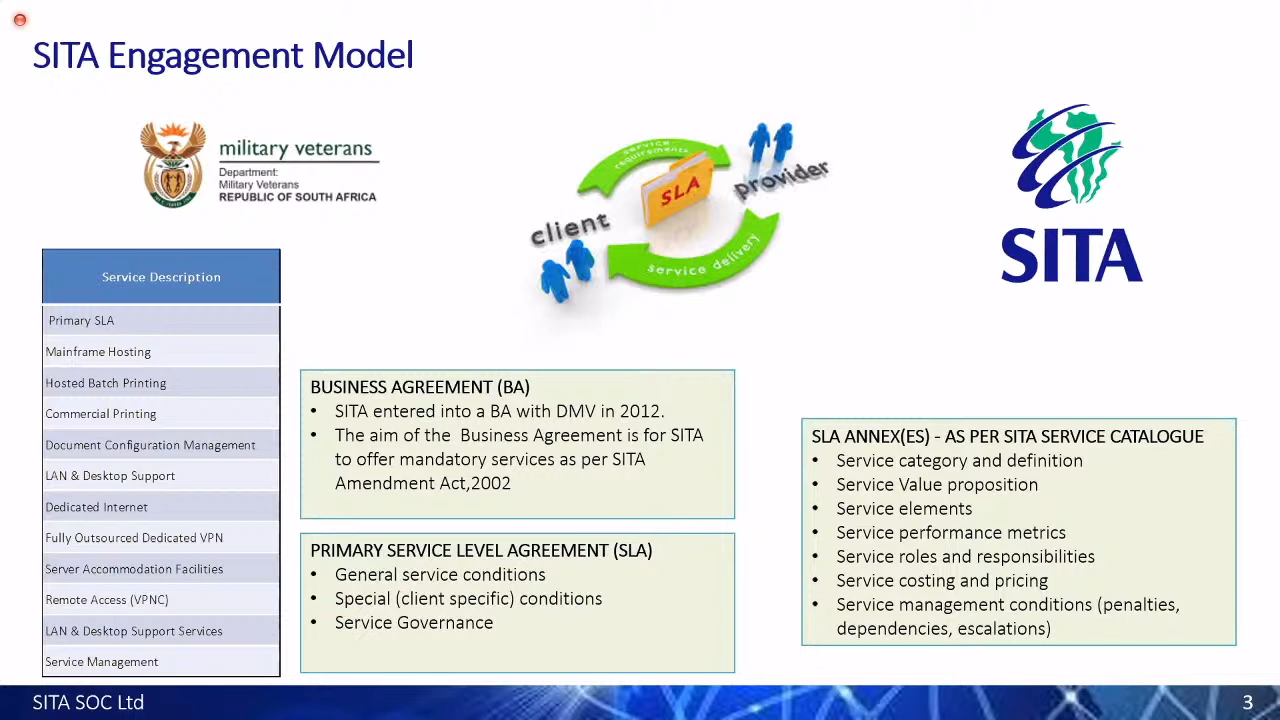 SITA Engagement Model
military veterans
Department:
Military Veterans
REPUBLIC OF SOUTH AFRICA
service
requirements
SLA
provider
client
service delivery
SITA
Service Description
Primary SLA
Mainframe Hosting
Hosted Batch Printing
Commercial Printing
Document Configuration Management
LAN & Desktop Support
Dedicated Internet
Fully Outsourced Dedicated VPN
Server Accommodation Facilities
Remote Access (VPNC)
LAN & Desktop Support Services
Service Management
BUSINESS AGREEMENT (BA)
• SITA entered into a BA with DMV in 2012.
• The aim of the  Business Agreement is for SITA
to offer mandatory services as per SITA
Amendment Act,2002
PRIMARY SERVICE LEVEL AGREEMENT (SLA)
• General service conditions
• Special (client specific) conditions
• Service Governance
SLA ANNEX(ES) - AS PER SITA SERVICE CATALOGUE
• Service category and definition
• Service Value proposition
• Service elements
• Service performance metrics
• Service roles and responsibilities
• Service costing and pricing
• Service management conditions (penalties,
dependencies, escalations)
SITA SOC Ltd
3